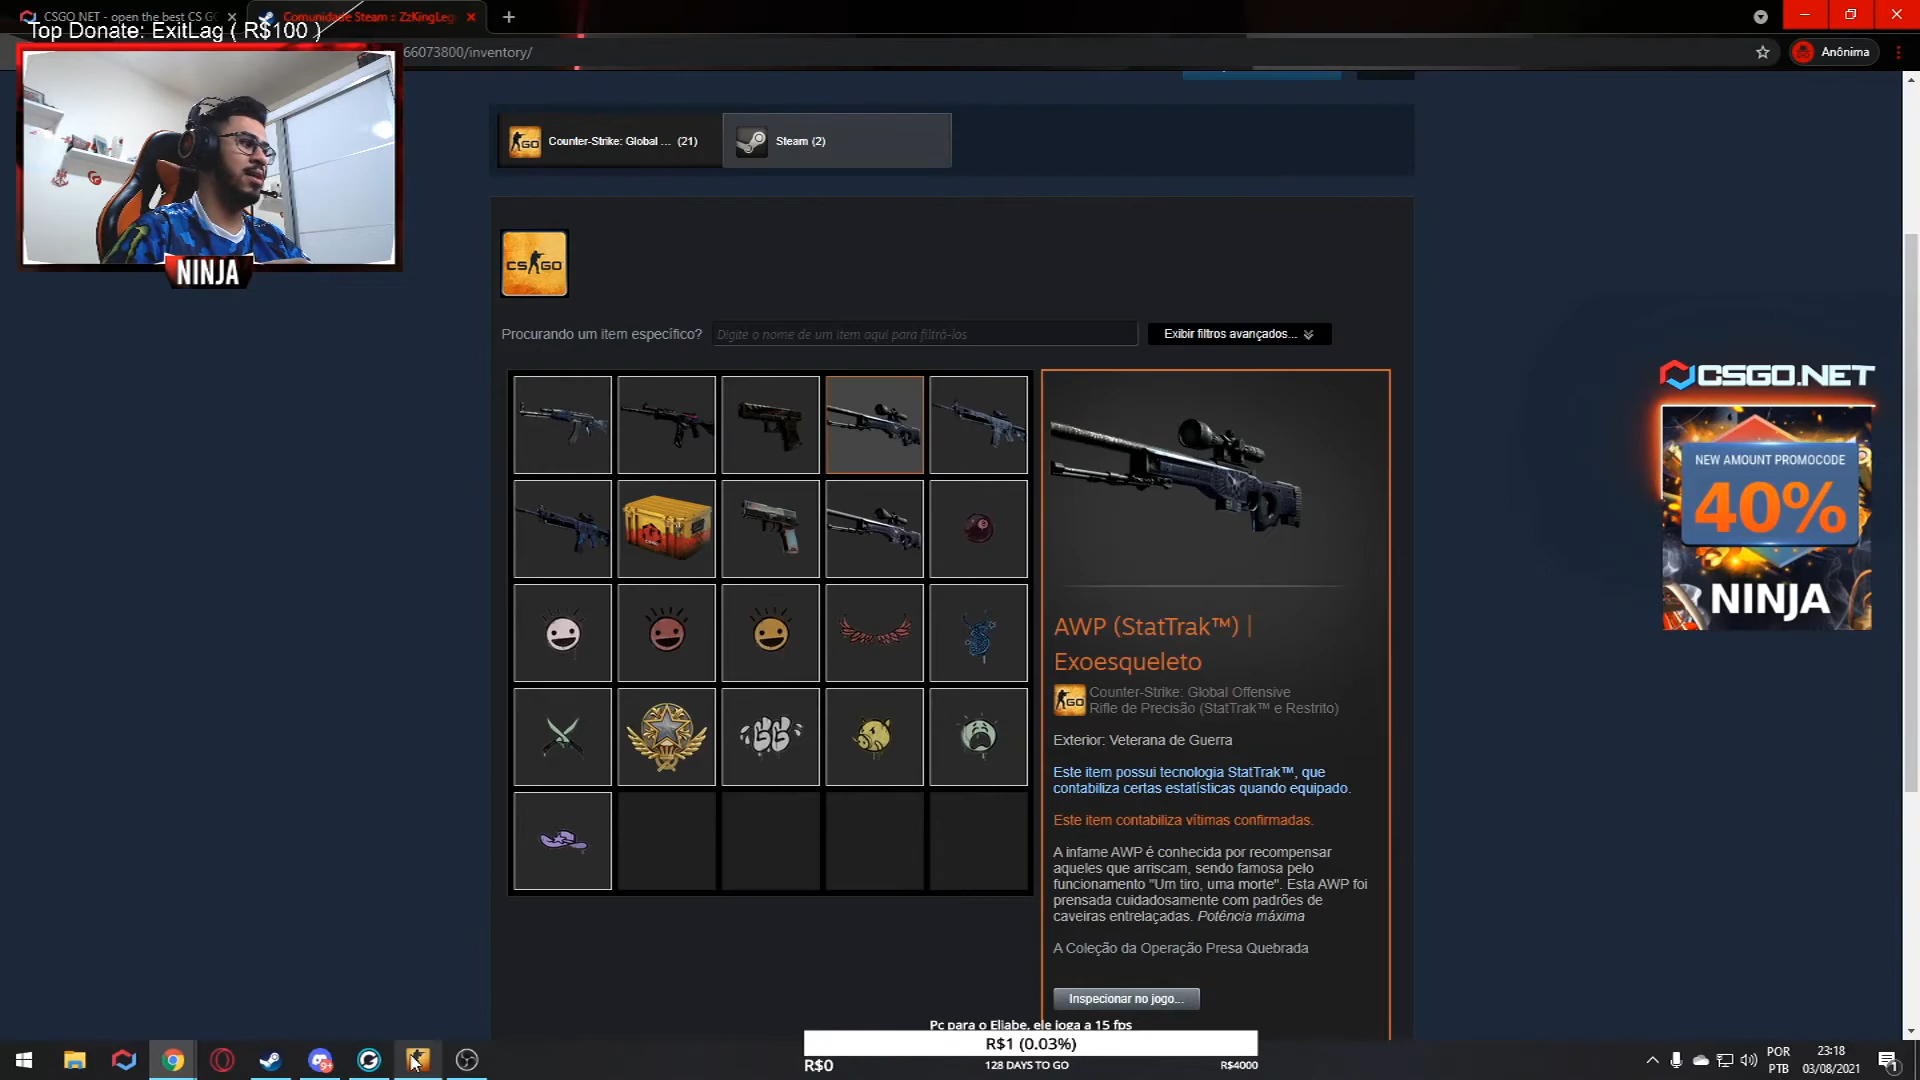 CSGO.NET - open the best CS GO
Comunidade Steam :: ZzKingLeg
Top Donate: ExitLag ( R$100 )
66073800/inventory/
Anônima
NINJA
Counter-Strike: Global ... (21)
Steam (2)
CS GO
Procurando um item específico?
Digite o nome de um item aqui para filtrá-los
Exibir filtros avançados...
AWP (StatTrak™) |
Exoesqueleto
GO
Counter-Strike: Global Offensive
Rifle de Precisão (StatTrak™ e Restrito)
Exterior: Veterana de Guerra
Este item possui tecnologia StatTrak™, que
contabiliza certas estatísticas quando equipado.
Este item contabiliza vítimas confirmadas.
A infame AWP é conhecida por recompensar
aqueles que arriscam, sendo famosa pelo
funcionamento "Um tiro, uma morte". Esta AWP foi
prensada cuidadosamente com padrões de
caveiras entrelaçadas. Potência máxima
A Coleção da Operação Presa Quebrada
Inspecionar no jogo...
CSGO.NET
NEW AMOUNT PROMOCODE
40%
NINJA
Pc para o Eliabe, ele joga a 15 fps
R$1 (0.03%)
R$0
128 DAYS TO GO
R$4000
9+
POR
PTB
23:18
03/08/2021
1